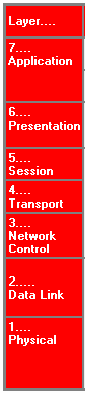 Layer....
7....
Application
6....
Presentation
5....
Session
4....
Transport
3....
Network
Control
2.....
Data Link
1....
Physical